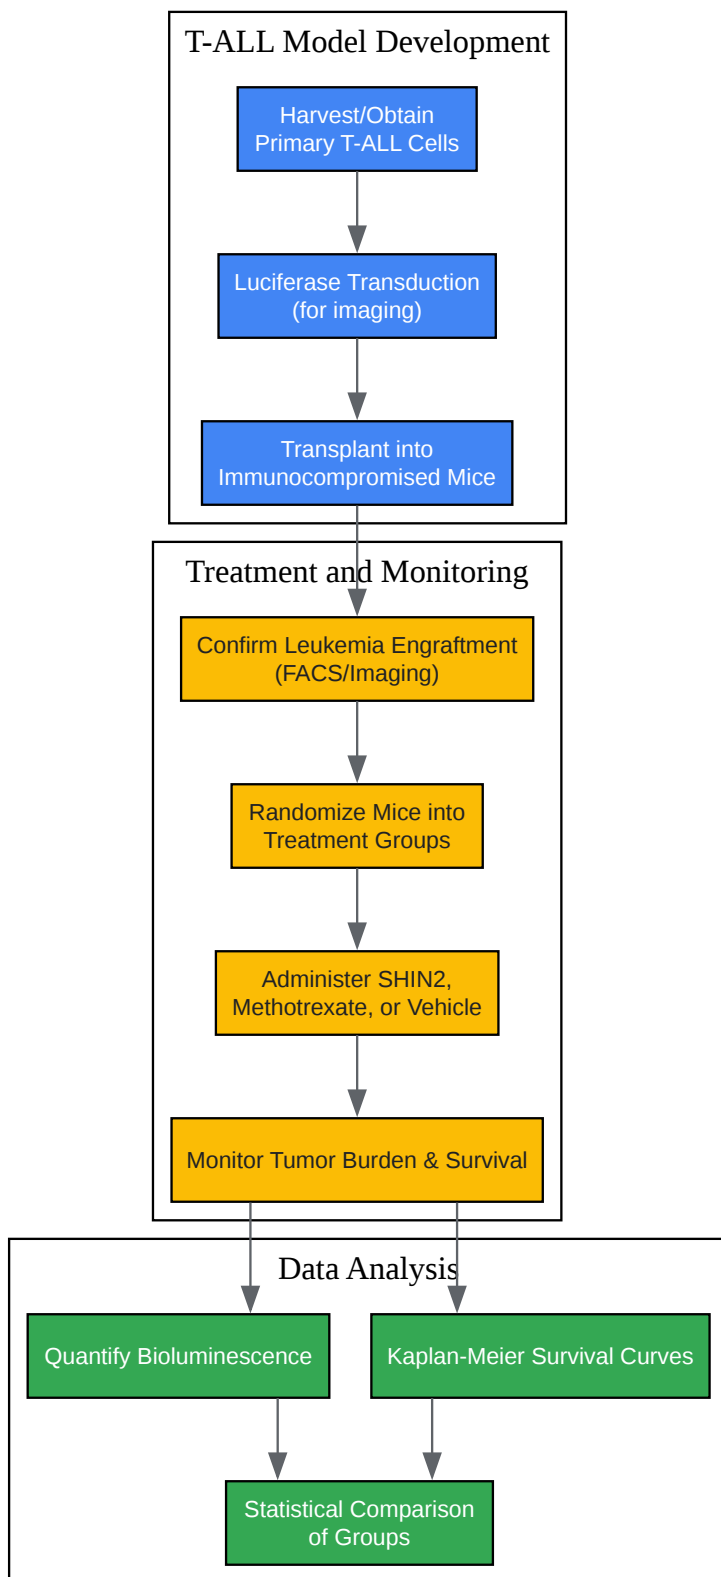 T-ALL Model Development
Harvest/Obtain
Primary T-ALL Cells
Luciferase Transduction
(for imaging)
Transplant into
Immunocompromised Mice
Treatment and Monitoring
Confirm Leukemia Engraftment
(FACS/Imaging)
Randomize Mice into
Treatment Groups
Administer SHIN2,
Methotrexate, or Vehicle
Monitor Tumor Burden & Survival
Data Analysis
Quantify Bioluminescence
Kaplan-Meier Survival Curves
Statistical Comparison
of Groups